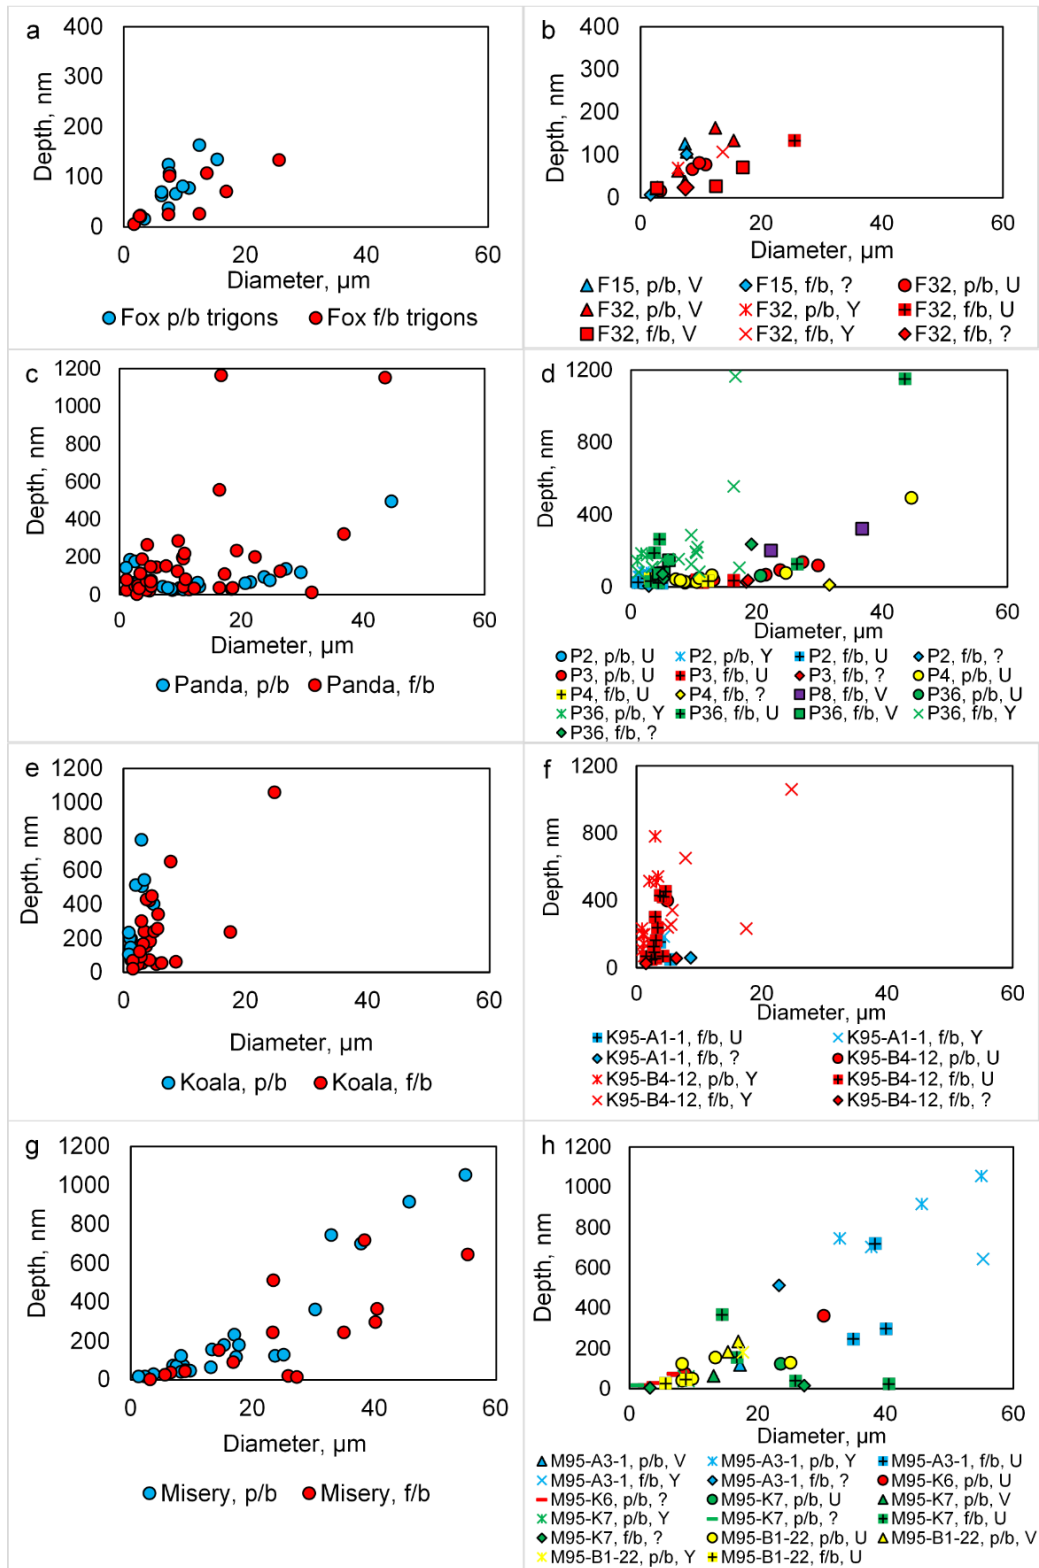 a
400
300
200
100
0
Depth, nm
0 20 40 60
Diameter, µm
Fox p/b trigons Fox f/b trigons
b
400
300
200
100
0
Depth, nm
0 20 40 60
Diameter, µm
F15, p/b, V F15, f/b, ? F32, p/b, U
F32, p/b, V F32, p/b, Y F32, f/b, U
F32, f/b, V F32, f/b, Y F32, f/b, ?
c
1200
1000
800
600
400
200
0
Depth, nm
0 20 40 60
Diameter, µm
Panda, p/b Panda, f/b
d
1200
800
400
0
Depth, nm
0 20 40 60
Diameter, µm
P2, p/b, U P2, p/b, Y P2, f/b, U P2, f/b, ?
P3, p/b, U P3, f/b, U P3, f/b, ? P4, p/b, U
P4, f/b, U P4, f/b, ? P8, f/b, V P36, p/b, U
P36, p/b, Y P36, f/b, U P36, f/b, V P36, f/b, Y
P36, f/b, ?
e
1200
1000
800
600
400
200
0
Depth, nm
0 20 40 60
Diameter, µm
Koala, p/b Koala, f/b
f
1200
800
400
0
Depth, nm
0 20 40 60
Diameter, µm
K95-A1-1, f/b, U K95-A1-1, f/b, Y
K95-A1-1, f/b, ? K95-B4-12, p/b, U
K95-B4-12, p/b, Y K95-B4-12, f/b, U
K95-B4-12, f/b, Y K95-B4-12, f/b, ?
g
1200
1000
800
600
400
200
0
Depth, nm
0 20 40 60
Diameter, µm
Misery, p/b Misery, f/b
h
1200
1000
800
600
400
200
0
Depth, nm
0 20 40 60
Diameter, µm
M95-A3-1, p/b, V M95-A3-1, p/b, Y M95-A3-1, f/b, U
M95-A3-1, f/b, Y M95-A3-1, f/b, ? M95-K6, p/b, U
M95-K6, p/b, ? M95-K7, p/b, U M95-K7, p/b, V
M95-K7, p/b, Y M95-K7, p/b, ? M95-K7, f/b, U
M95-K7, f/b, ? M95-B1-22, p/b, U M95-B1-22, p/b, V
M95-B1-22, p/b, Y M95-B1-22, f/b, U